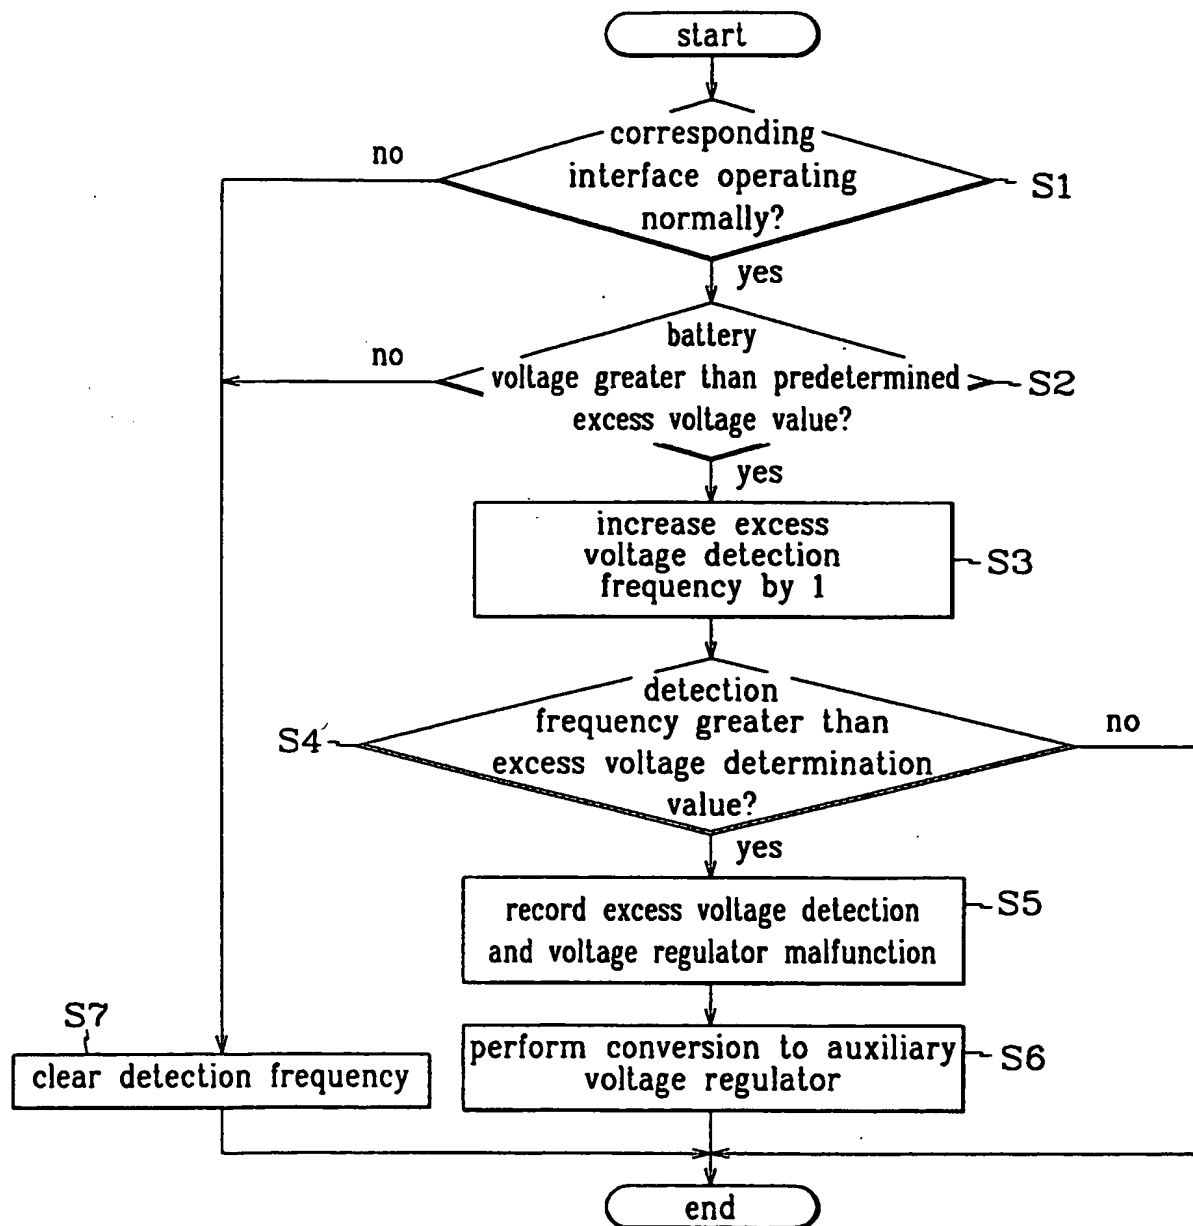 start
corresponding
interface operating
normally?
no
S1
yes
battery
voltage greater than predetermined
excess voltage value?
no
S2
yes
increase excess
voltage detection
frequency by 1
S3
detection
frequency greater than
excess voltage determination
value?
S4
no
yes
record excess voltage detection
and voltage regulator malfunction
S5
S7
clear detection frequency
perform conversion to auxiliary
voltage regulator
S6
end